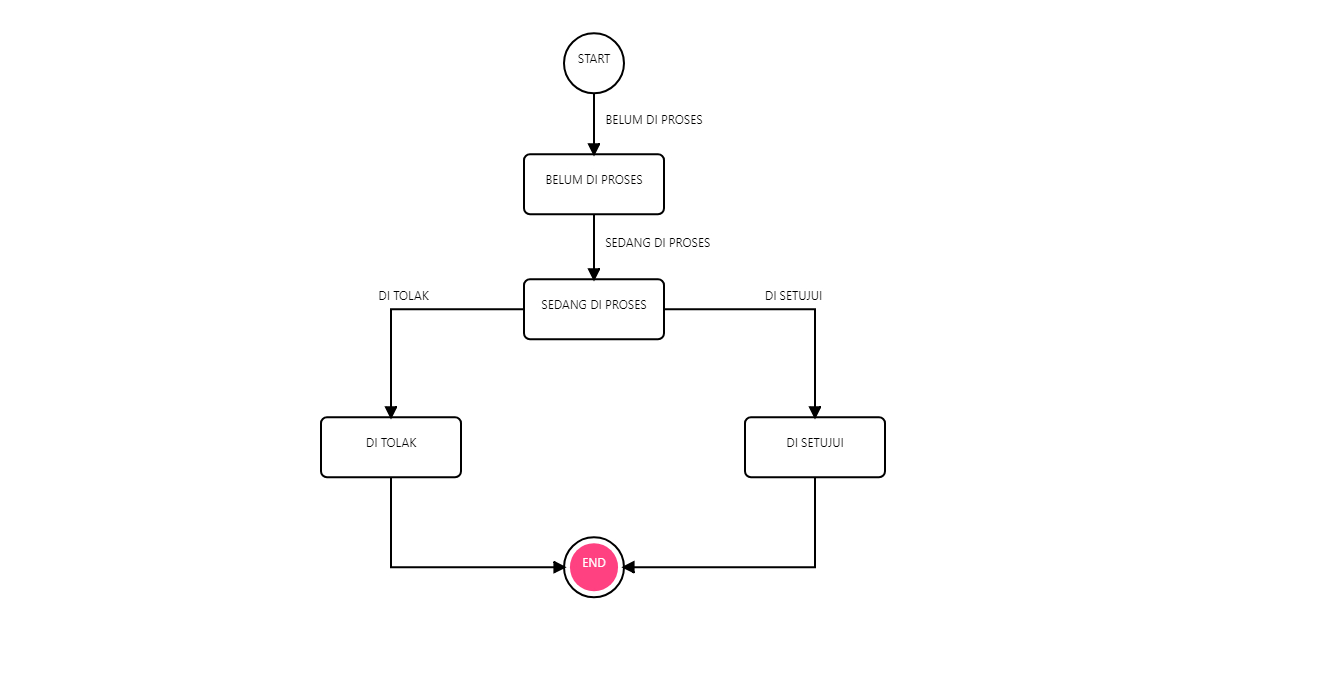 START
BELUM DI PROSES
BELUM DI PROSES
SEDANG DI PROSES
DI TOLAK
DI SETUJUI
SEDANG DI PROSES
DI TOLAK
DI SETUJUI
END